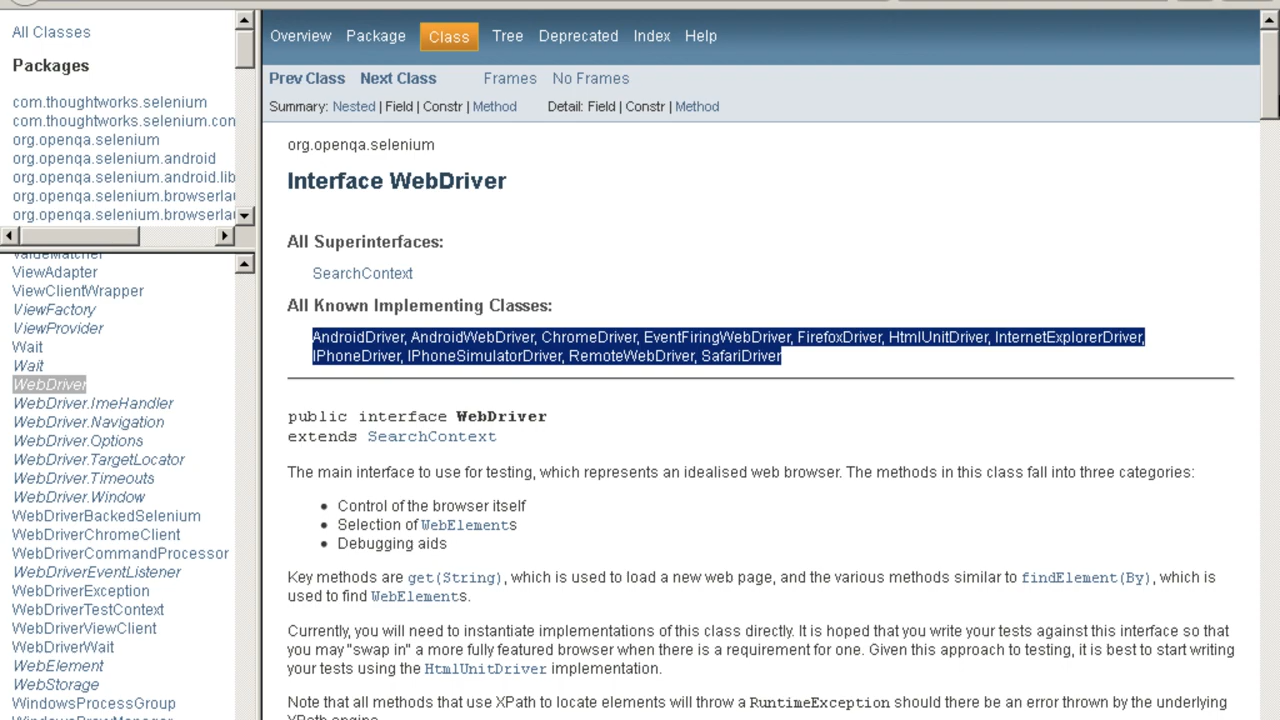 All Classes
Packages
com.thoughtworks.selenium
com.thoughtworks.selenium.con
org.openqa.selenium
org.openqa.selenium.android
org.openqa.selenium.android.lib
org.openqa.selenium.browserla
org.openqa.selenium.browserla
ValueMatcher
ViewAdapter
ViewClientWrapper
ViewFactory
ViewProvider
Wait
Wait
WebDriver
WebDriver.ImeHandler
WebDriver.Navigation
WebDriver.Options
WebDriver.TargetLocator
WebDriver.Timeouts
WebDriver.Window
WebDriverBackedSelenium
WebDriverChromeClient
WebDriverCommandProcessor
WebDriverEventListener
WebDriverException
WebDriverTestContext
WebDriverViewClient
WebDriverWait
WebElement
WebStorage
WindowsProcessGroup
Overview Package Class Tree Deprecated Index Help
Prev Class Next Class Frames No Frames
Summary: Nested | Field | Constr | Method Detail: Field | Constr | Method
org.openqa.selenium
Interface WebDriver
All Superinterfaces:
SearchContext
All Known Implementing Classes:
AndroidDriver, AndroidWebDriver, ChromeDriver, EventFiringWebDriver, FirefoxDriver, HtmlUnitDriver, InternetExplorerDriver,
IPhoneDriver, IPhoneSimulatorDriver, RemoteWebDriver, SafariDriver
public interface WebDriver
extends SearchContext
The main interface to use for testing, which represents an idealised web browser. The methods in this class fall into three categories:
• Control of the browser itself
• Selection of WebElements
• Debugging aids
Key methods are get(String), which is used to load a new web page, and the various methods similar to findElement(By), which is
used to find WebElements.
Currently, you will need to instantiate implementations of this class directly. It is hoped that you write your tests against this interface so that
you may "swap in" a more fully featured browser when there is a requirement for one. Given this approach to testing, it is best to start writing
your tests using the HtmlUnitDriver implementation.
Note that all methods that use XPath to locate elements will throw a RuntimeException should there be an error thrown by the underlying
XPath engine